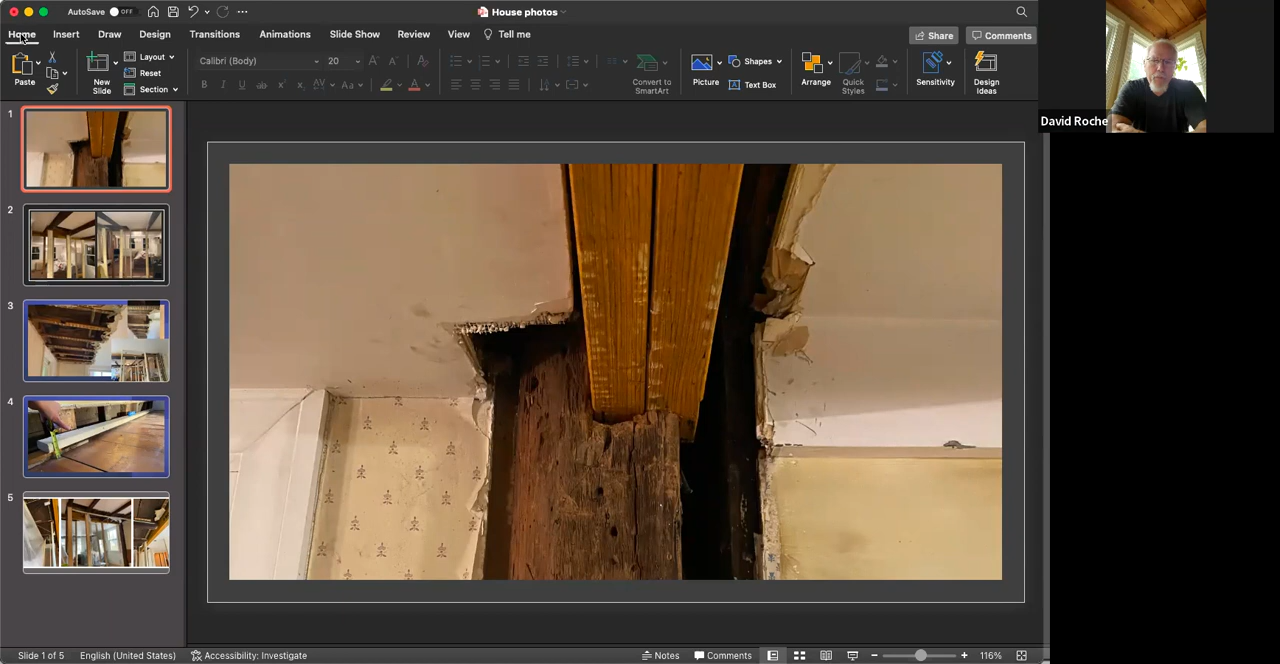 AutoSave OFF House photos
Home Insert Draw Design Transitions Animations Slide Show Review View Tell me Share Comments
Paste New Slide Layout Reset Section Calibri (Body) 20 Convert to SmartArt Picture Shapes Text Box Arrange Quick Styles Sensitivity Design Ideas
David Roche
1
2
3
4
5
Slide 1 of 5 English (United States) Accessibility: Investigate Notes Comments 116%